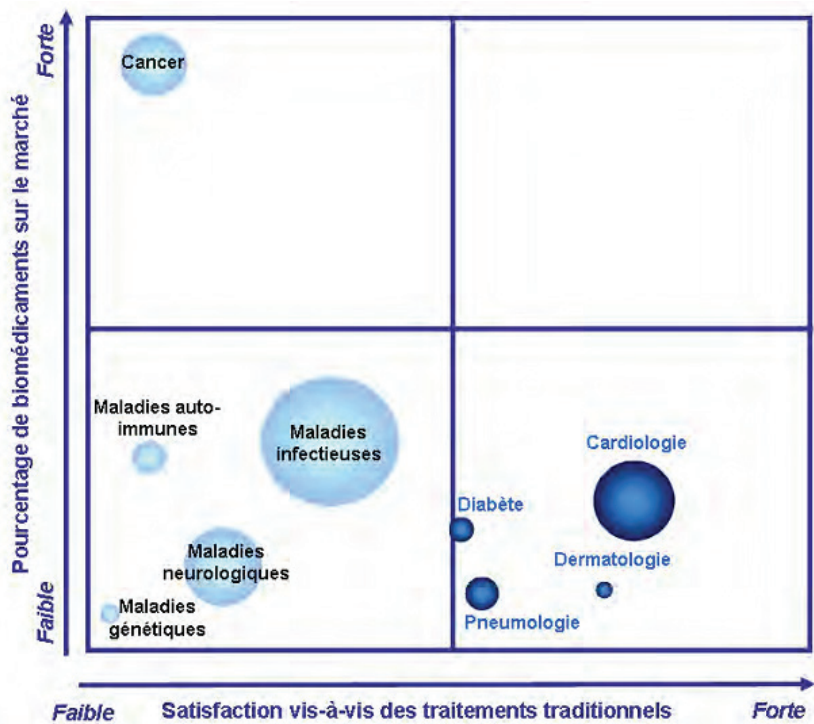 Forte
Pourcentage de biomédicaments sur le marché
Faible
Cancer
Maladies auto-
immunes
Maladies
infectieuses
Cardiologie
Diabète
Maladies
neurologiques
Dermatologie
Maladies
génétiques
Pneumologie
Faible
Satisfaction vis-à-vis des traitements traditionnels
Forte